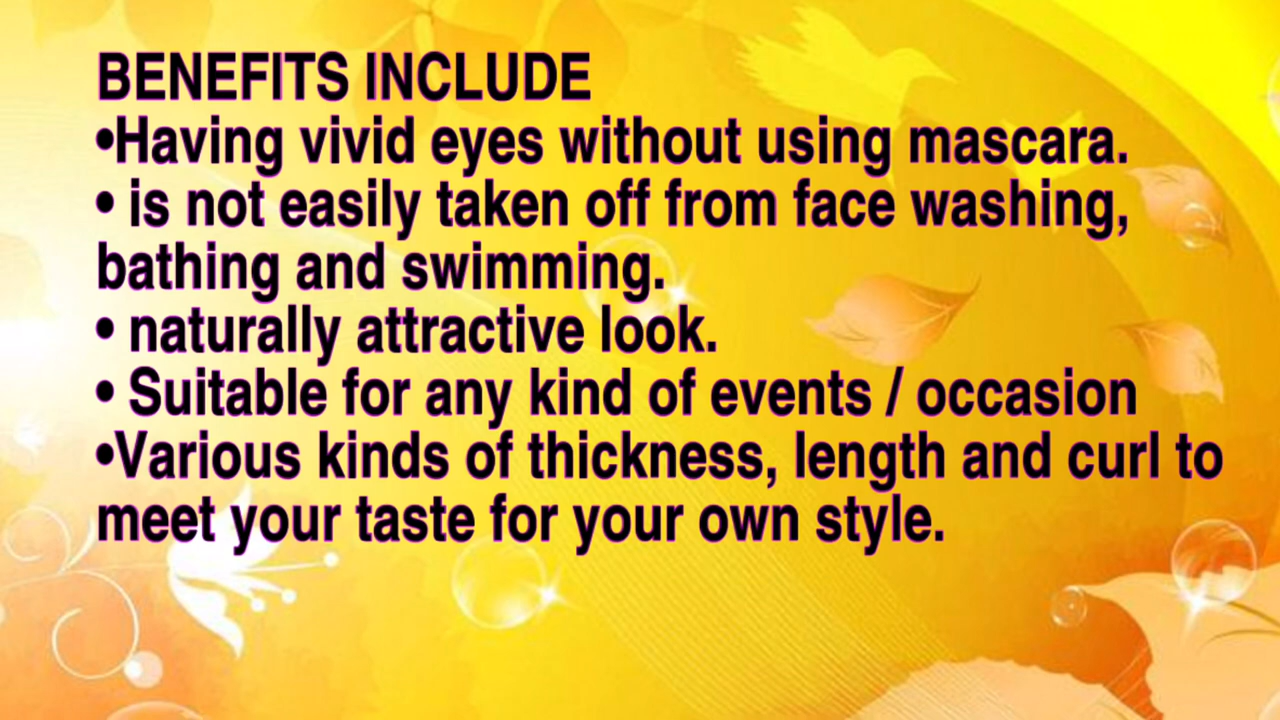 BENEFITS INCLUDE
•Having vivid eyes without using mascara.
• is not easily taken off from face washing,
bathing and swimming.
• naturally attractive look.
• Suitable for any kind of events / occasion
•Various kinds of thickness, length and curl to
meet your taste for your own style.